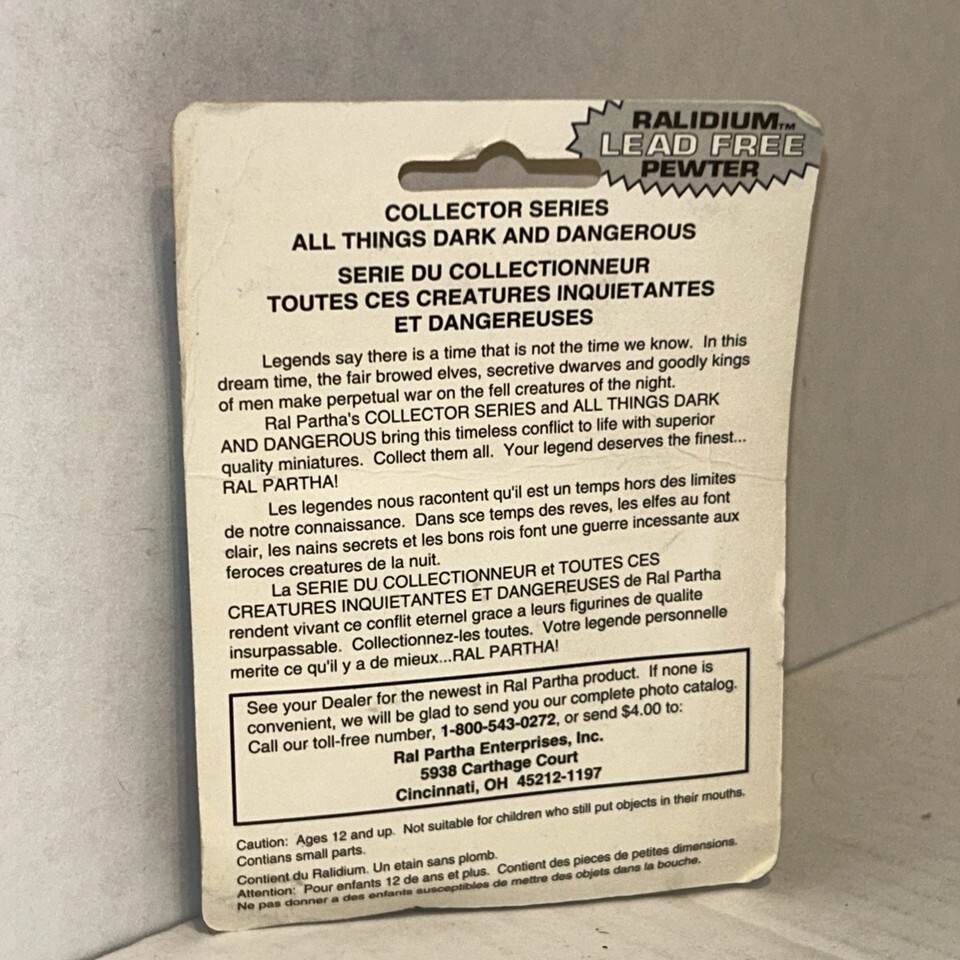 RALIDIUM™
LEAD FREE
PEWTER
COLLECTOR SERIES
ALL THINGS DARK AND DANGEROUS
SERIE DU COLLECTIONNEUR
TOUTES CES CREATURES INQUIETANTES
ET DANGEREUSES
Legends say there is a time that is not the time we know. In this
dream time, the fair browed elves, secretive dwarves and goodly kings
of men make perpetual war on the fell creatures of the night.
Ral Partha's COLLECTOR SERIES and ALL THINGS DARK
AND DANGEROUS bring this timeless conflict to life with superior
quality miniatures. Collect them all. Your legend deserves the finest...
RAL PARTHA!
Les legendes nous racontent qu'il est un temps hors des limites
de notre connaissance. Dans sce temps des reves, les elfes au font
clair, les nains secrets et les bons rois font une guerre incessante aux
feroces creatures de la nuit.
La SERIE DU COLLECTIONNEUR et TOUTES CES
CREATURES INQUIETANTES ET DANGEREUSES de Ral Partha
rendent vivant ce conflit eternel grace a leurs figurines de qualite
insurpassable. Collectionnez-les toutes. Votre legende personnelle
merite ce qu'il y a de mieux...RAL PARTHA!
See your Dealer for the newest in Ral Partha product. If none is
convenient, we will be glad to send you our complete photo catalog.
Call our toll-free number, 1-800-543-0272, or send $4.00 to:
Ral Partha Enterprises, Inc.
5938 Carthage Court
Cincinnati, OH 45212-1197
Caution: Ages 12 and up. Not suitable for children who still put objects in their mouths.
Contians small parts.
Contient du Ralidium. Un etain sans plomb.
Attention: Pour enfants 12 de ans et plus. Contient des pieces de petites dimensions.
Ne pas donner a des enfants susceptibles de mettre des objets dans la bouche.